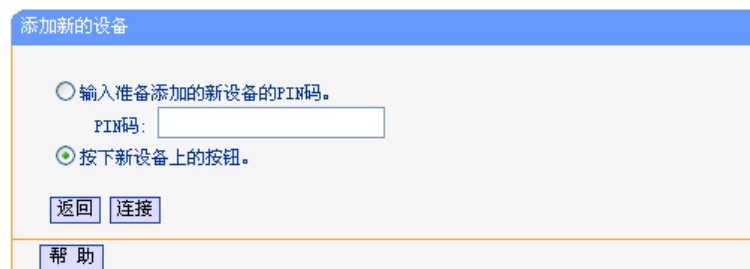 添加新的设备
输入准备添加的新设备的PIN码。
PIN码:
按下新设备上的按钮。
返回 连接
帮 助